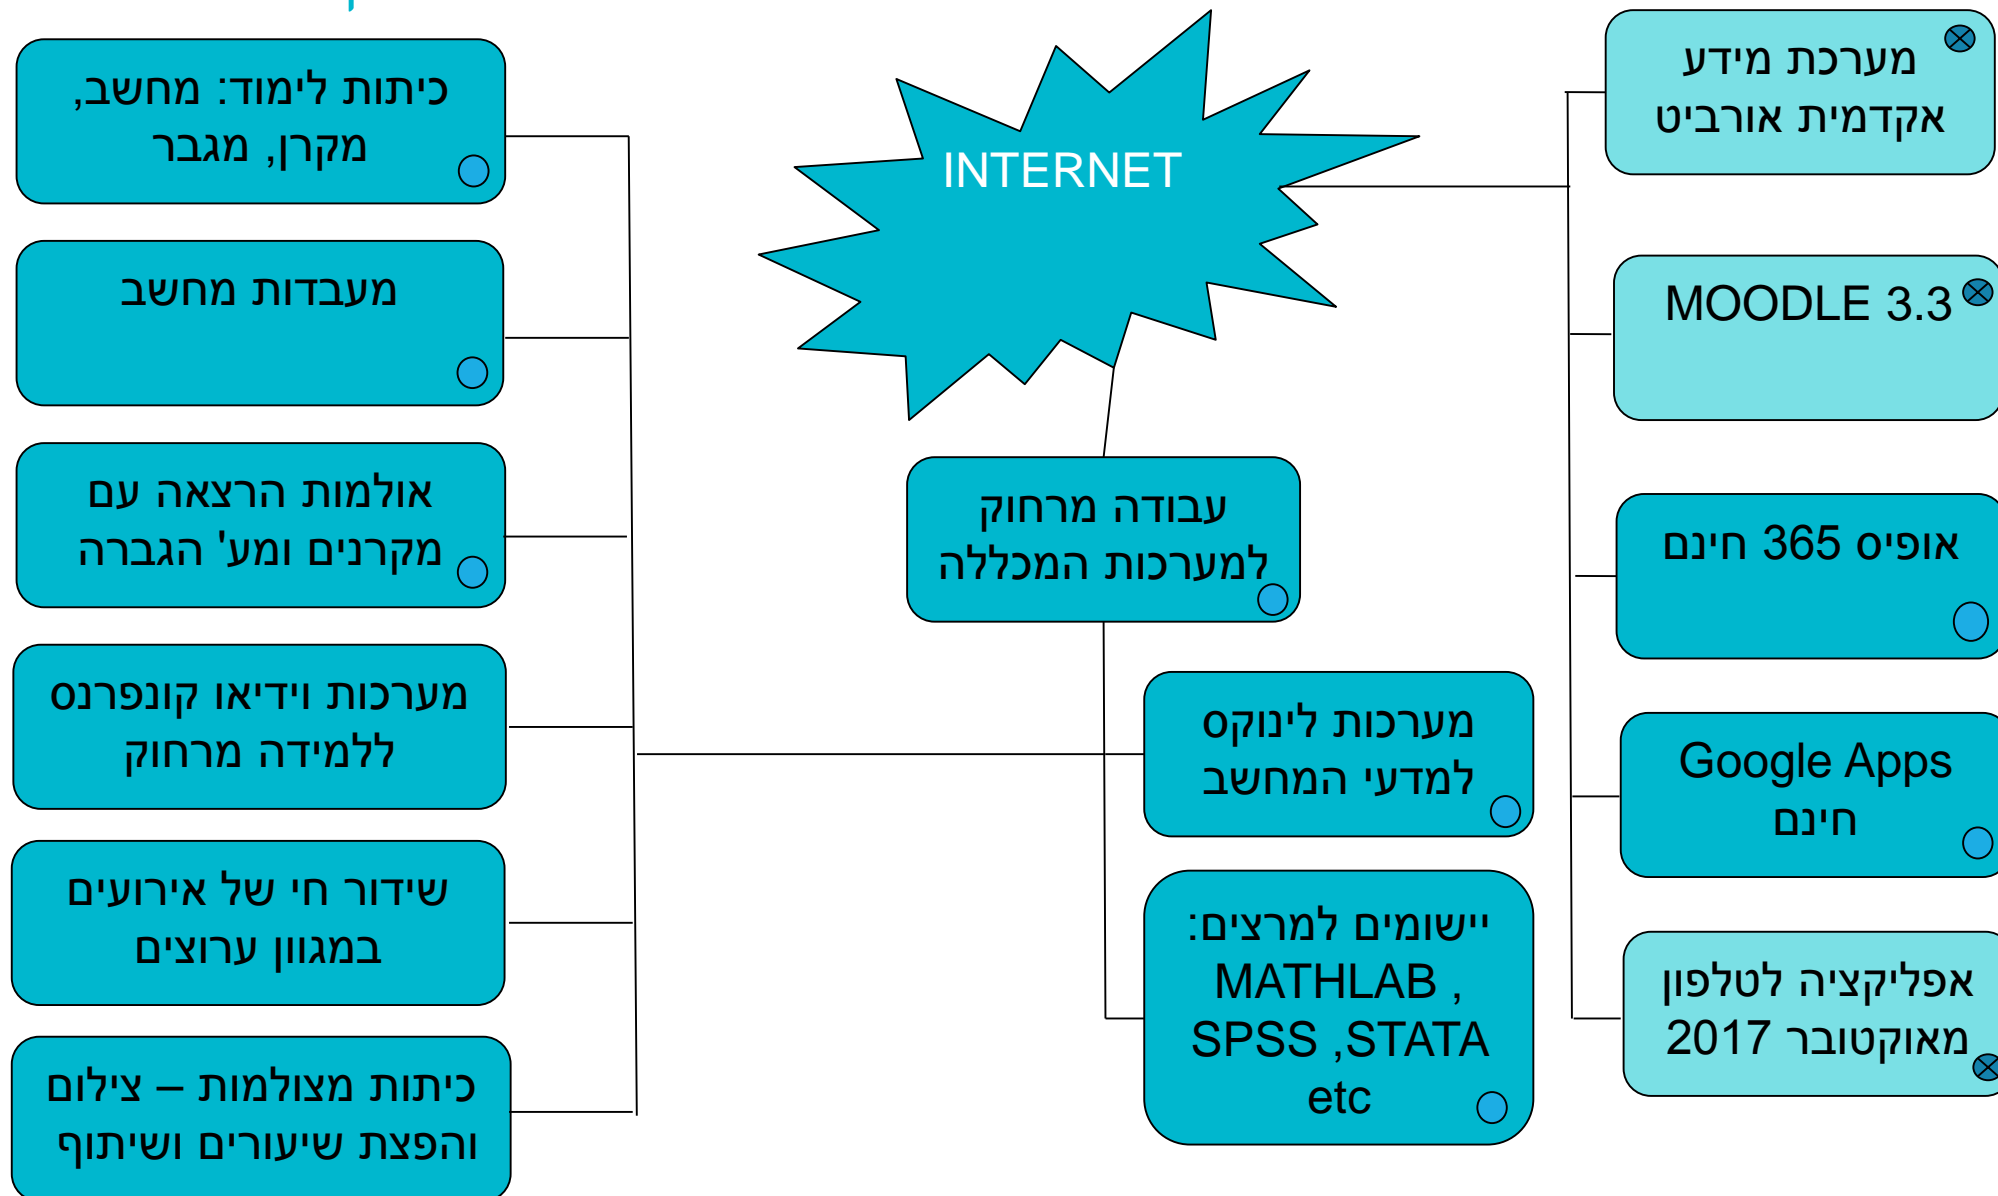 כיתות לימוד: מחשב,
מקרן, מגבר
מעבדות מחשב
אולמות הרצאה עם
מקרנים ומע' הגברה
מערכות וידיאו קונפרנס
ללמידה מרחוק
שידור חי של אירועים
במגוון ערוצים
כיתות מצולמות – צילום
והפצת שיעורים ושיתוף
INTERNET
עבודה מרחוק
למערכות המכללה
מערכות לינוקס
למדעי המחשב
יישומים למרצים:
MATHLAB ,
SPSS ,STATA
etc
מערכת מידע
אקדמית אורביט
MOODLE 3.3
אופיס 365 חינם
Google Apps
חינם
אפליקציה לטלפון
מאוקטובר 2017